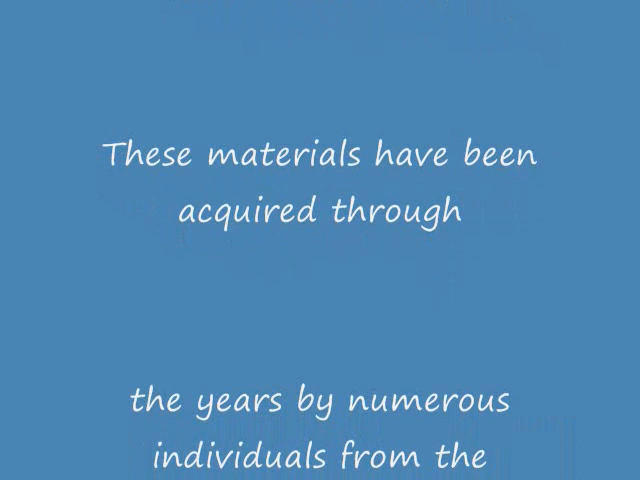 These materials have been
acquired through
the years by numerous
individuals from the